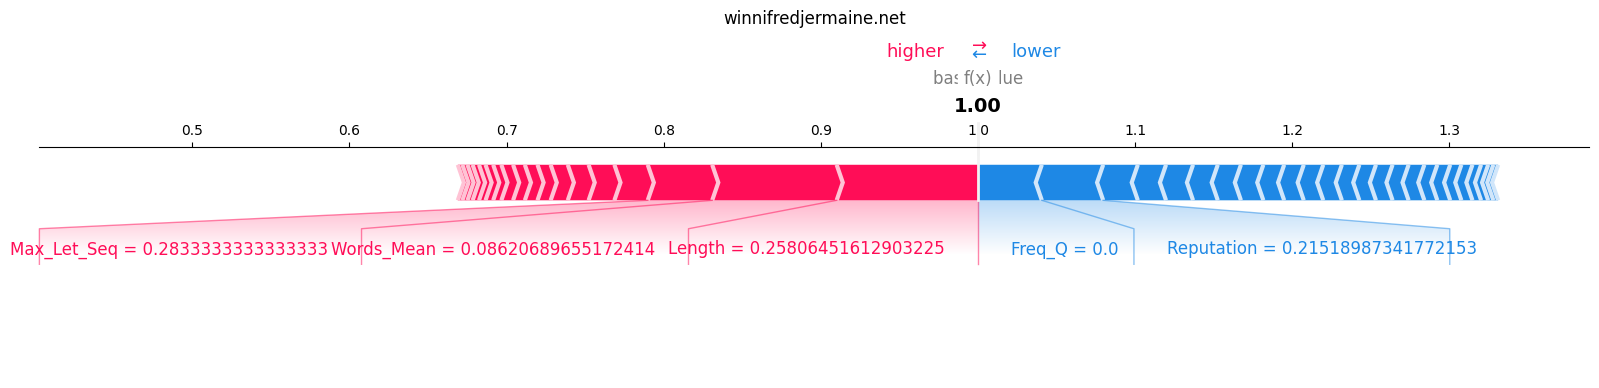 winnifredjermaine.net
higher → ← lower
bas f(x) lue
1.00
0.5 0.6 0.7 0.8 0.9 1 0 1.1 1.2 1.3
Max_Let_Seq = 0.2833333333333333 Words_Mean = 0.08620689655172414 Length = 0.25806451612903225 Freq_Q = 0.0 Reputation = 0.21518987341772153